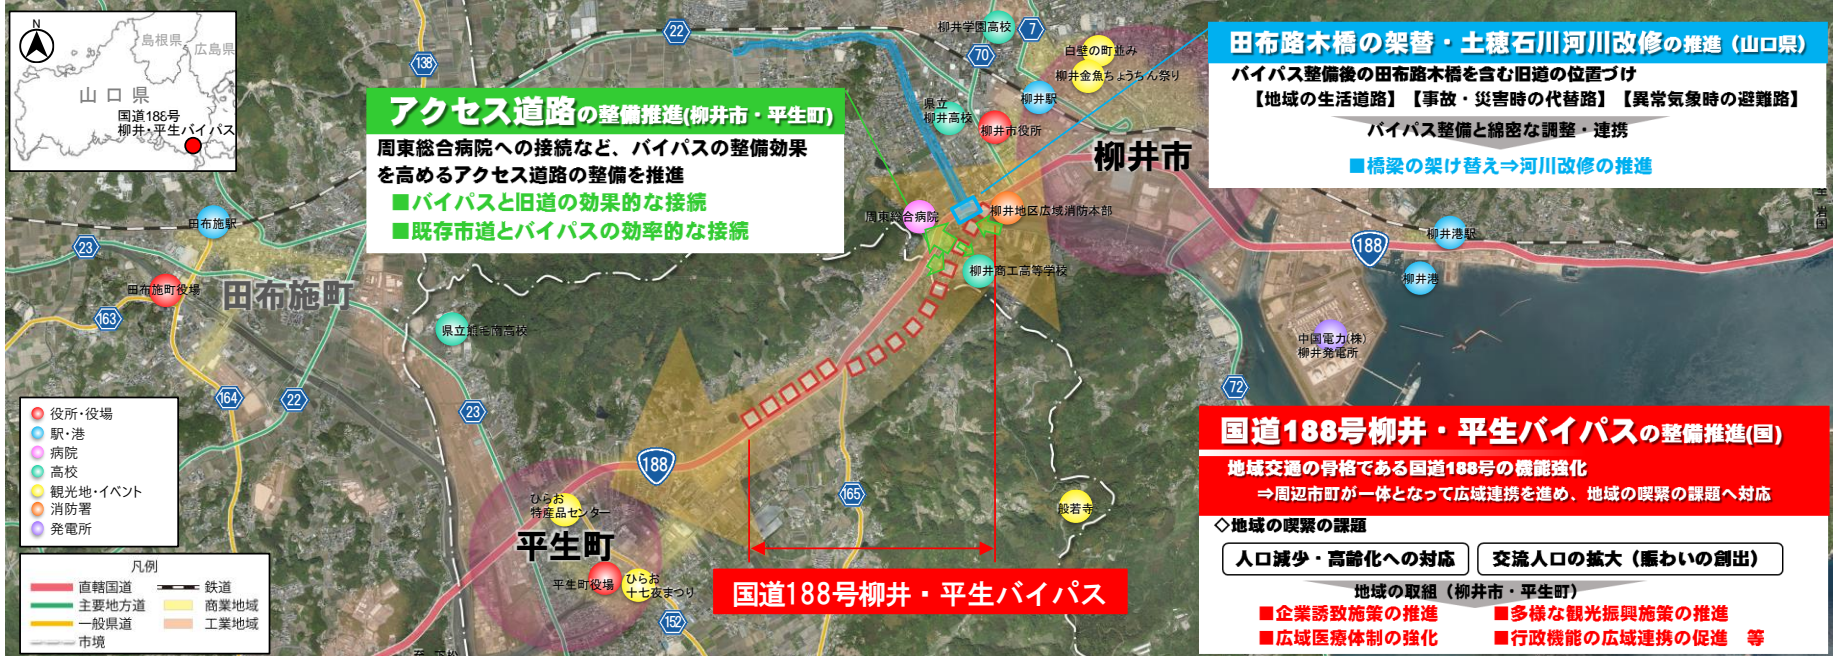 N
島根県
広島県
山口県
国道188号
柳井・平生バイパス
アクセス道路の整備推進(柳井市・平生町)
周東総合病院への接続など、バイパスの整備効果
を高めるアクセス道路の整備を推進
■バイパスと旧道の効果的な接続
■既存市道とバイパスの効率的な接続
田布路木橋の架替・土穂石川河川改修の推進（山口県）
バイパス整備後の田布路木橋を含む旧道の位置づけ
【地域の生活道路】【事故・災害時の代替路】【異常気象時の避難路】
バイパス整備と綿密な調整・連携
■橋梁の架け替え⇒河川改修の推進
138
22
柳井学園高校
7
70
白壁の町並み
柳井金魚ちょうちん祭り
柳井駅
県立
柳井高校
柳井市役所
柳井市
周東総合病院
柳井地区広域消防本部
柳井商工高等学校
188
柳井港駅
柳井港
中国電力(株)
柳井発電所
72
田布施駅
23
田布施町役場
田布施町
163
県立熊毛南高校
164
22
23
188
165
般若寺
ひらお
特産品センター
平生町
平生町役場
ひらお
十七夜まつり
152
国道188号柳井・平生バイパス
役所・役場
駅・港
病院
高校
観光地・イベント
消防署
発電所
凡例
直轄国道
鉄道
主要地方道
商業地域
一般県道
工業地域
市境
国道188号柳井・平生バイパスの整備推進(国)
地域交通の骨格である国道188号の機能強化
⇒周辺市町が一体となって広域連携を進め、地域の喫緊の課題へ対応
◇地域の喫緊の課題
人口減少・高齢化への対応
交流人口の拡大（賑わいの創出）
地域の取組（柳井市・平生町）
■企業誘致施策の推進
■多様な観光振興施策の推進
■広域医療体制の強化
■行政機能の広域連携の促進　等